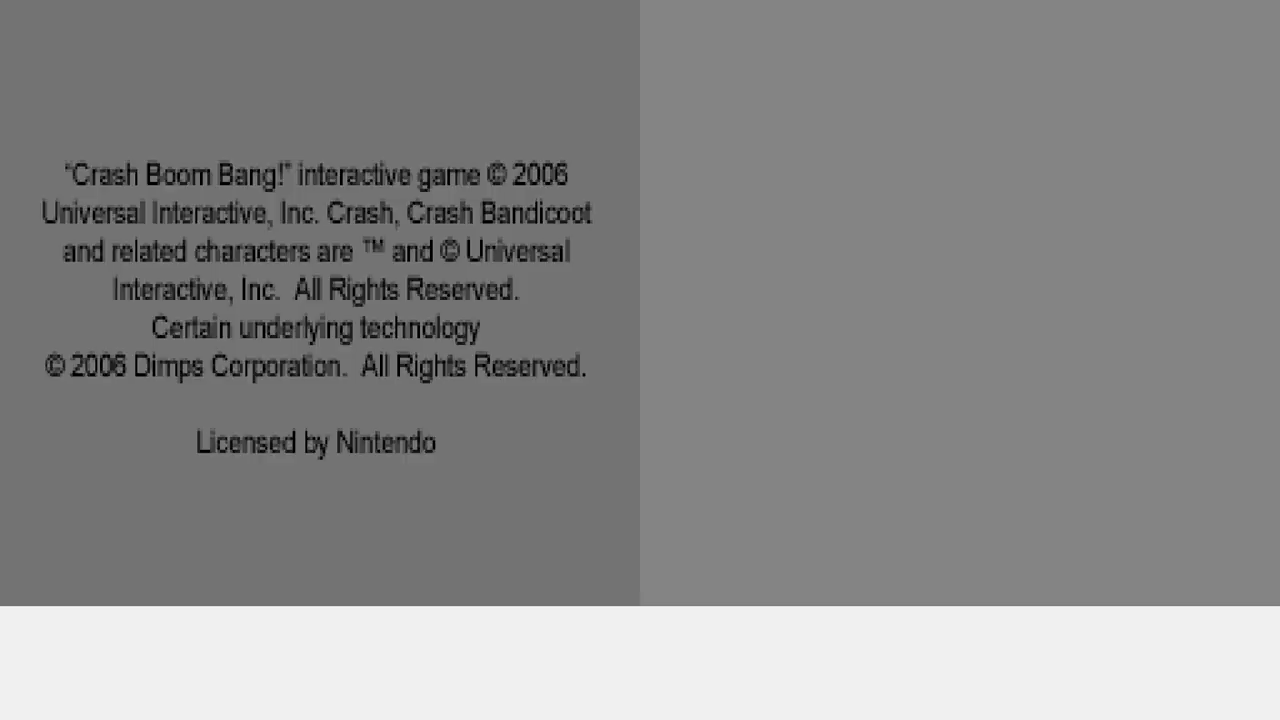 "Crash Boom Bang!" interactive game © 2006
Universal Interactive, Inc. Crash, Crash Bandicoot
and related characters are ™ and © Universal
Interactive, Inc.  All Rights Reserved.
Certain underlying technology
© 2006 Dimps Corporation.  All Rights Reserved.
Licensed by Nintendo